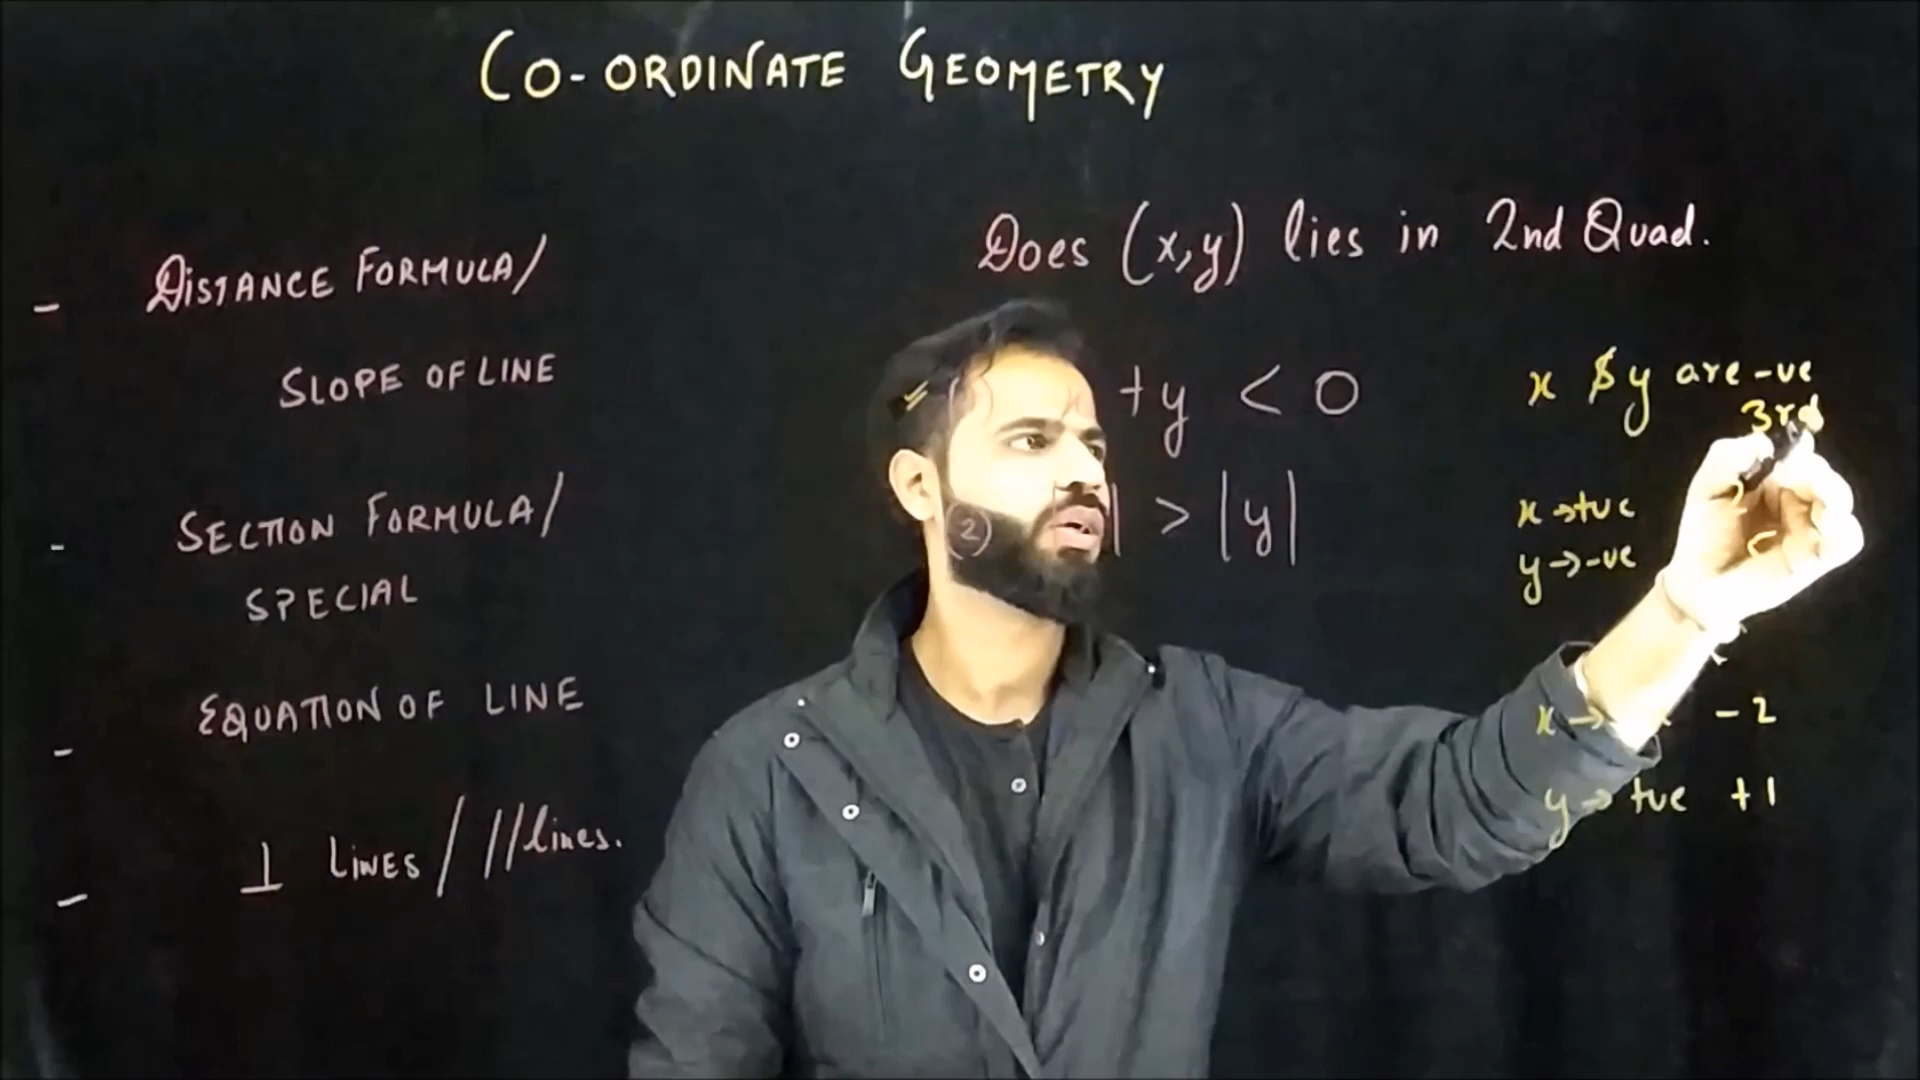 CO-ORDINATE GEOMETRY
- DISTANCE FORMULA/
SLOPE OF LINE
- SECTION FORMULA/
SPECIAL
- EQUATION OF LINE
- ⊥ LINES / // lines.
Does (x,y) lies in 2nd Quad.
+y < 0
② | > |y|
x & y are -ve
3rd
x → +ve
y → -ve
x → -2
y → +ve +1